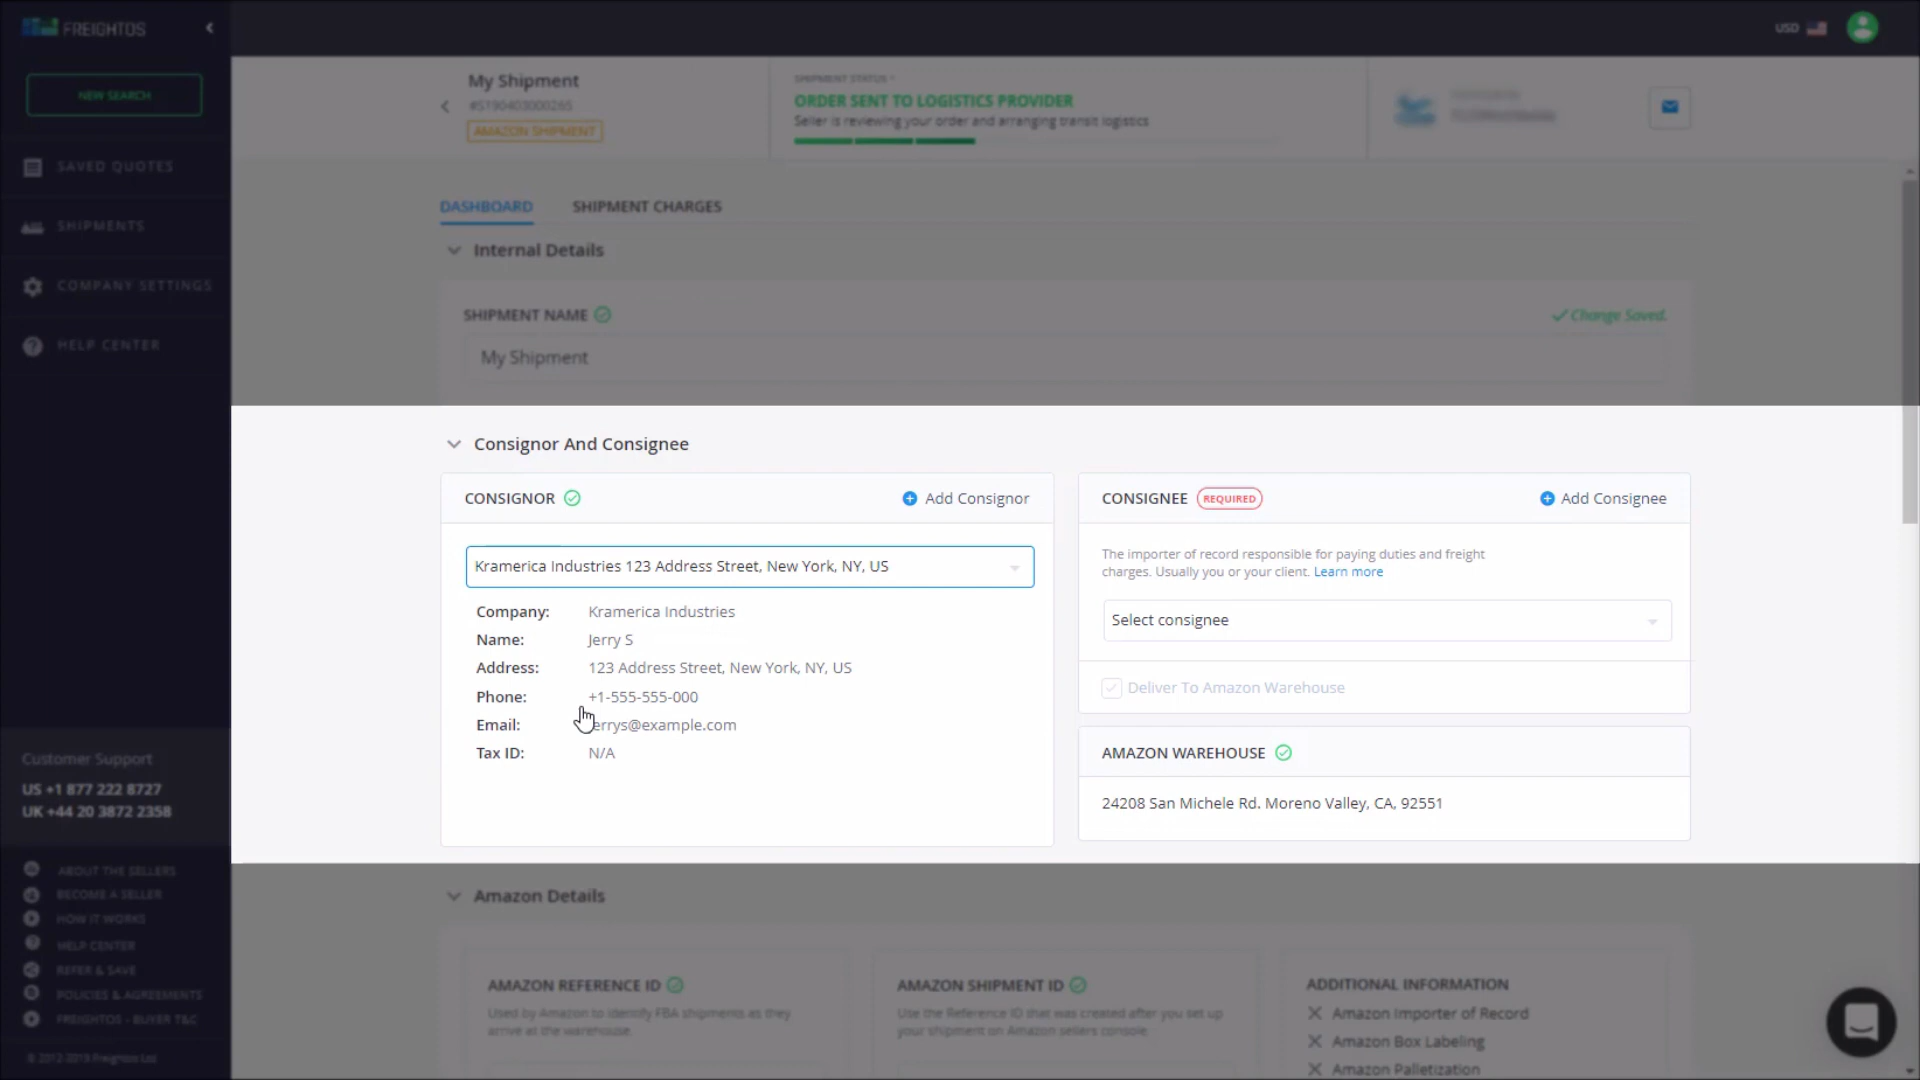 FREIGHTOS
USD
NEW SEARCH
SAVED QUOTES
SHIPMENTS
COMPANY SETTINGS
HELP CENTER
Customer Support
US +1 877 222 8727
UK +44 20 3872 2358
ABOUT THE SELLERS
BECOME A SELLER
HOW IT WORKS
HELP CENTER
REFER & SAVE
POLICIES & AGREEMENTS
FREIGHTOS - BUYER T&C
© 2012-2019 Freightos Ltd
My Shipment
#S190403000265
AMAZON SHIPMENT
SHIPMENT STATUS
ORDER SENT TO LOGISTICS PROVIDER
Seller is reviewing your order and arranging transit logistics
DASHBOARD
SHIPMENT CHARGES
Internal Details
SHIPMENT NAME
Change Saved.
My Shipment
Consignor And Consignee
CONSIGNOR
Add Consignor
Kramerica Industries 123 Address Street, New York, NY, US
Company: Kramerica Industries
Name: Jerry S
Address: 123 Address Street, New York, NY, US
Phone: +1-555-555-000
Email: jerrys@example.com
Tax ID: N/A
CONSIGNEE REQUIRED
Add Consignee
The importer of record responsible for paying duties and freight
charges. Usually you or your client. Learn more
Select consignee
Deliver To Amazon Warehouse
AMAZON WAREHOUSE
24208 San Michele Rd. Moreno Valley, CA, 92551
Amazon Details
AMAZON REFERENCE ID
Used by Amazon to identify FBA shipments as they
arrive at the warehouse.
AMAZON SHIPMENT ID
Use the Reference ID that was created after you set up
your shipment on Amazon sellers console.
ADDITIONAL INFORMATION
Amazon Importer of Record
Amazon Box Labeling
Amazon Palletization